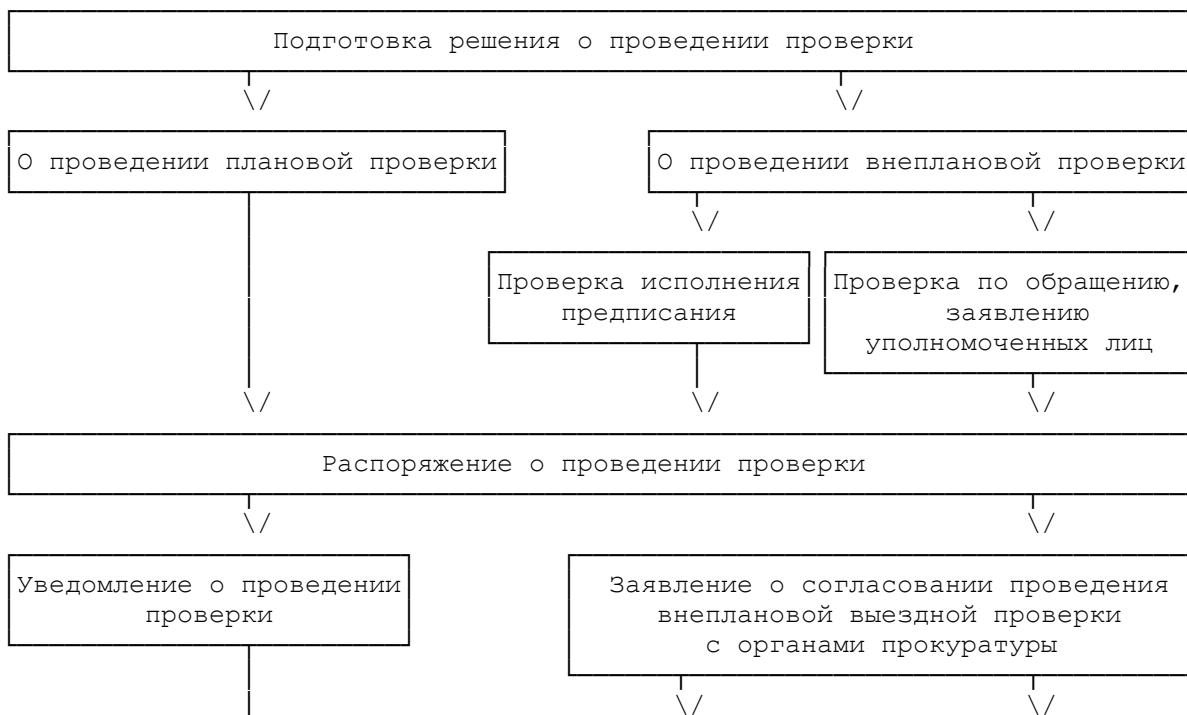 Подготовка решения о проведении проверки
О проведении плановой проверки
О проведении внеплановой проверки
Проверка исполнения
предписания
Проверка по обращению,
заявлению
уполномоченных лиц
Распоряжение о проведении проверки
Уведомление о проведении
проверки
Заявление о согласовании проведения
внеплановой выездной проверки
с органами прокуратуры